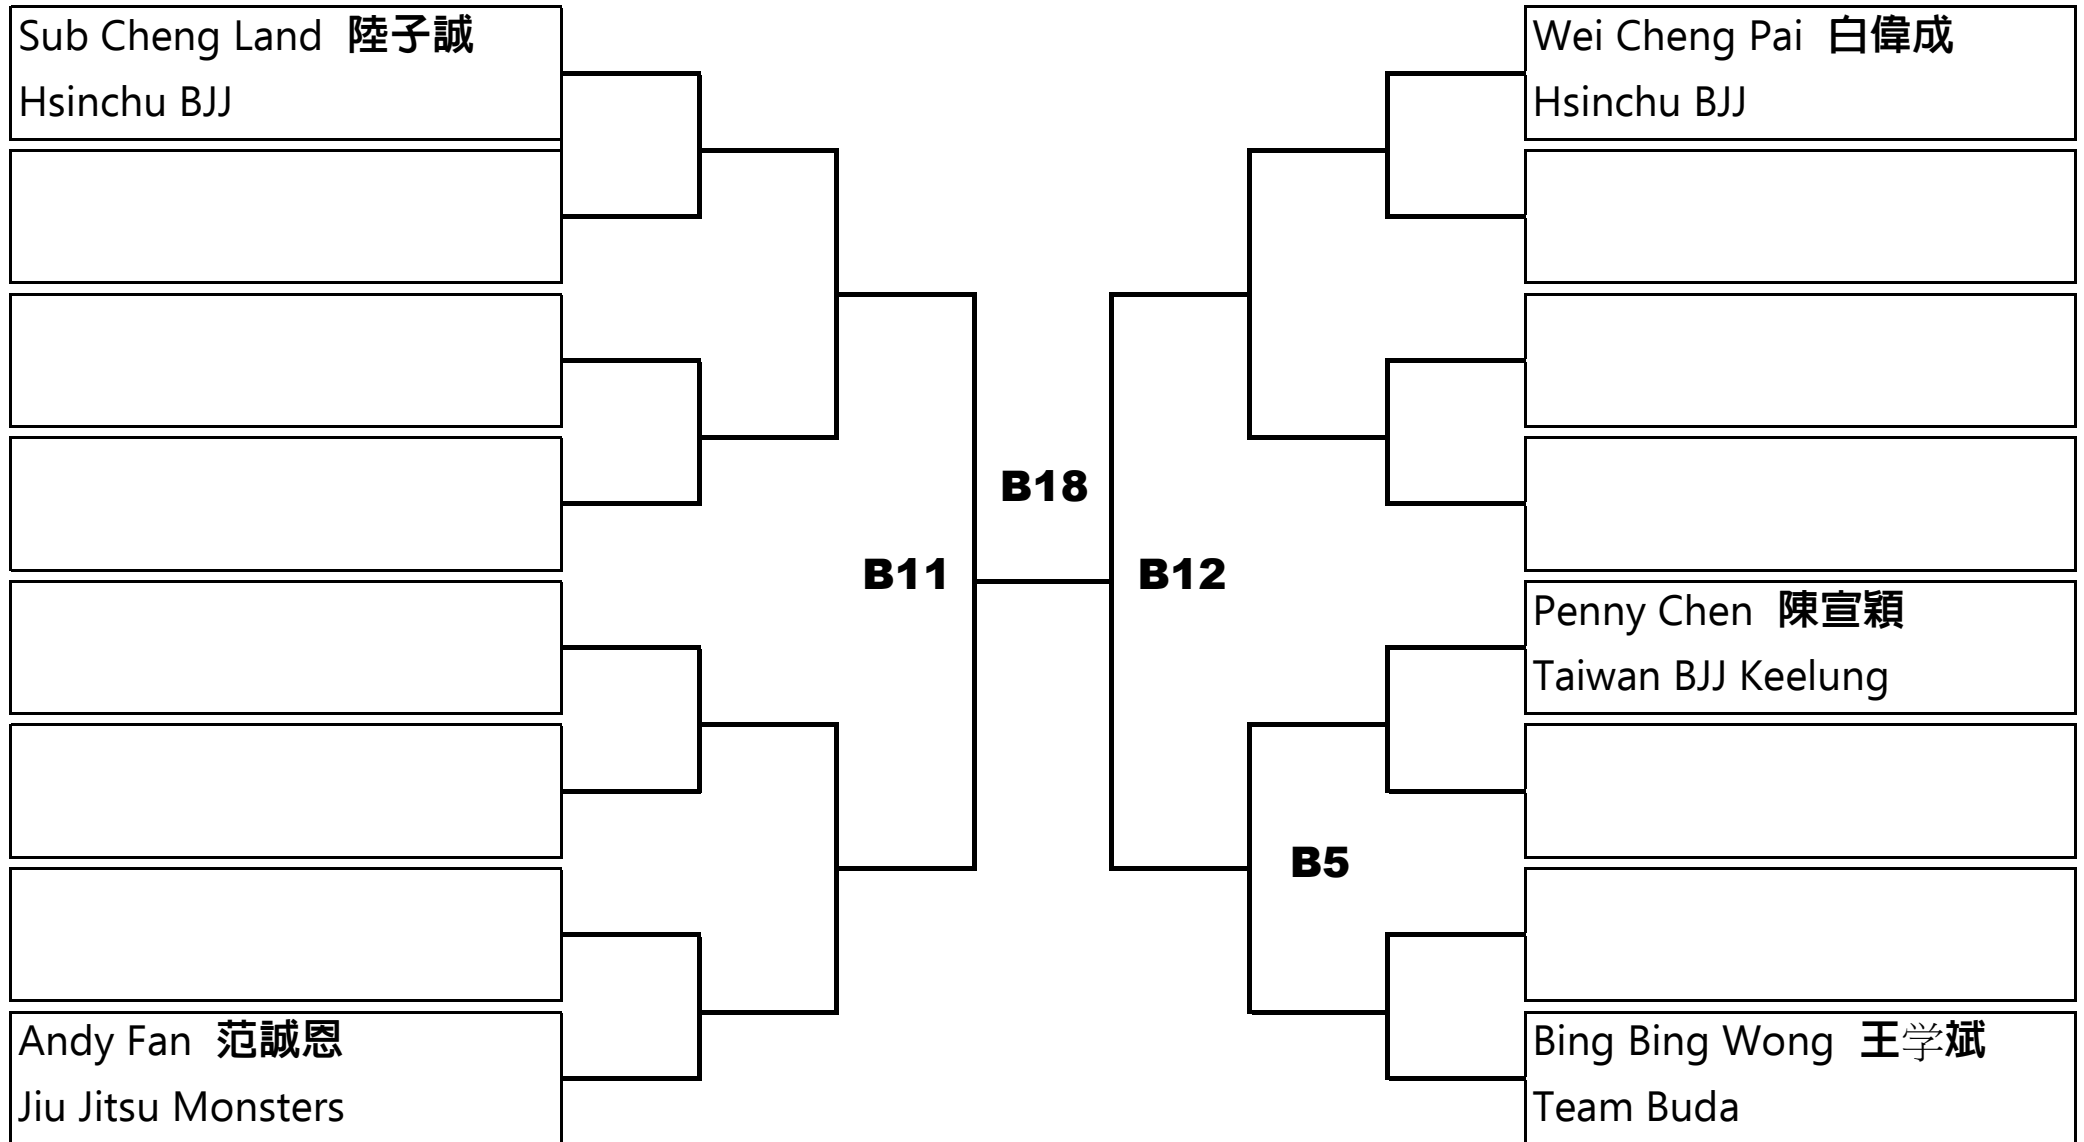 Sub Cheng Land 陸子誠
Hsinchu BJJ
Andy Fan 范誠恩
Jiu Jitsu Monsters
B11
B18
B12
B5
Wei Cheng Pai 白偉成
Hsinchu BJJ
Penny Chen 陳宣穎
Taiwan BJJ Keelung
Bing Bing Wong 王学斌
Team Buda